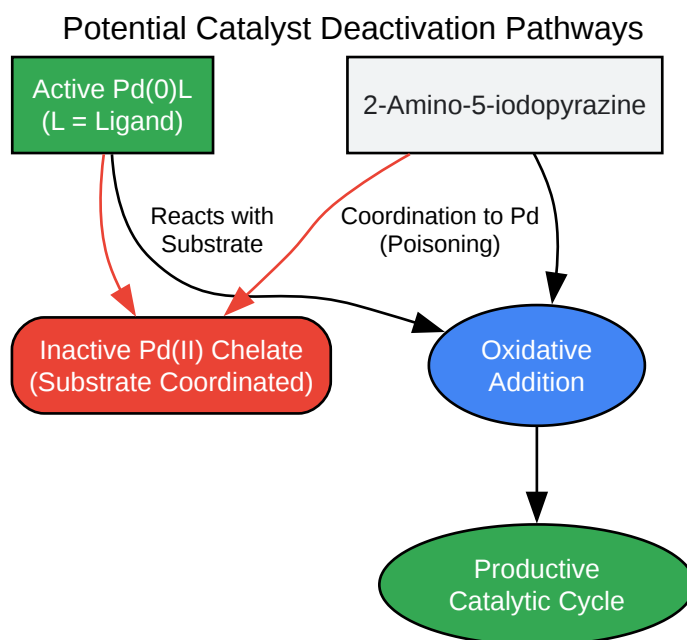 Potential Catalyst Deactivation Pathways
Active Pd(0)L
(L = Ligand)
2-Amino-5-iodopyrazine
Reacts with
Substrate
Coordination to Pd
(Poisoning)
Inactive Pd(II) Chelate
(Substrate Coordinated)
Oxidative
Addition
Productive
Catalytic Cycle